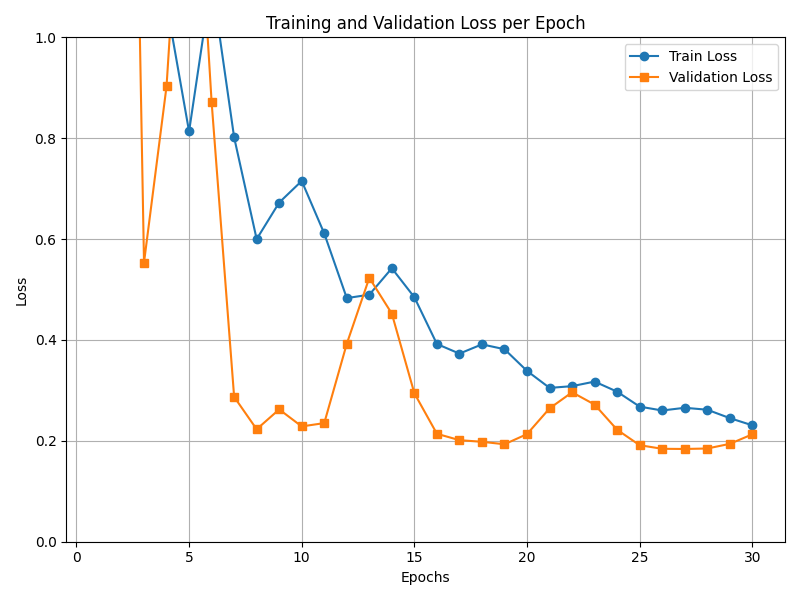 Training and Validation Loss per Epoch
Train Loss
Validation Loss
1.0
0.8
0.6
0.4
0.2
0.0
Loss
0 5 10 15 20 25 30
Epochs